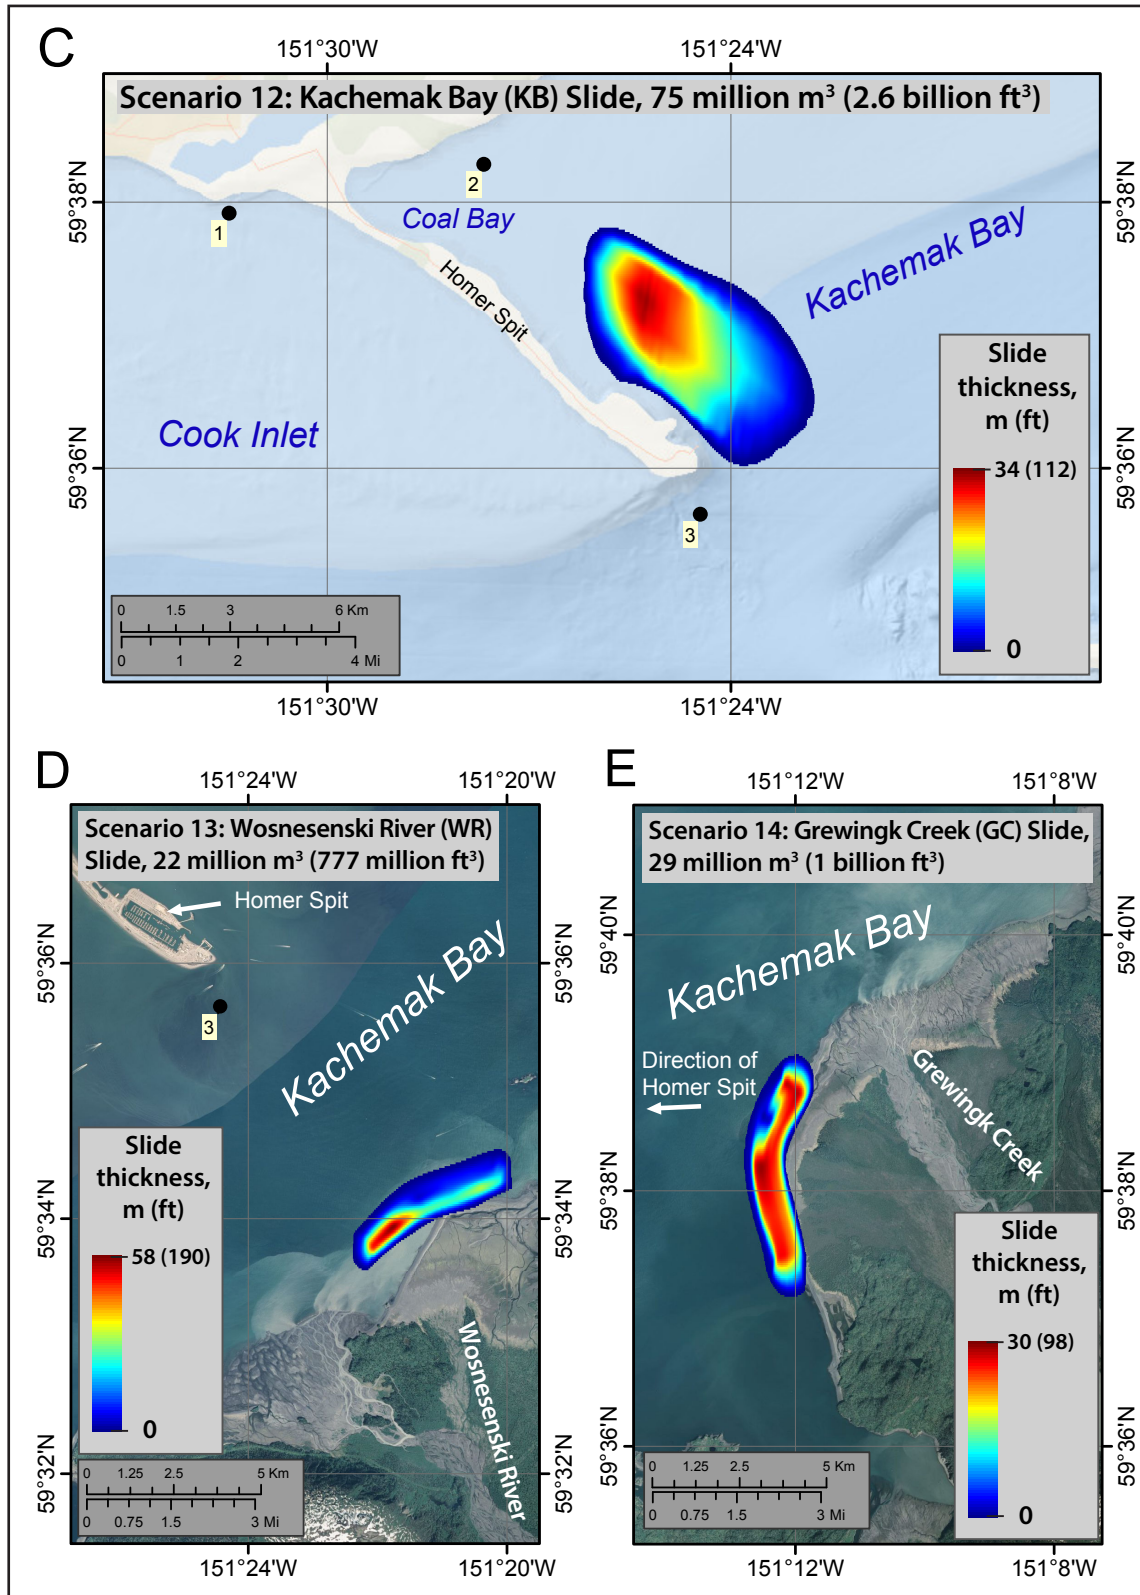 C
151°30'W
151°24'W
Scenario 12: Kachemak Bay (KB) Slide, 75 million m³ (2.6 billion ft³)
59°38'N
59°38'N
2
1
Coal Bay
Kachemak Bay
Homer Spit
Cook Inlet
Slide
thickness,
m (ft)
34 (112)
0
59°36'N
59°36'N
3
0 1.5 3 6 Km
0 1 2 4 Mi
151°30'W
151°24'W
D
151°24'W
151°20'W
Scenario 13: Wosnesenski River (WR)
Slide, 22 million m³ (777 million ft³)
Homer Spit
59°36'N
59°36'N
3
Kachemak Bay
Slide
thickness,
m (ft)
58 (190)
0
59°34'N
59°34'N
Wosnesenski River
59°32'N
59°32'N
0 1.25 2.5 5 Km
0 0.75 1.5 3 Mi
151°24'W
151°20'W
E
151°12'W
151°8'W
Scenario 14: Grewingk Creek (GC) Slide,
29 million m³ (1 billion ft³)
59°40'N
59°40'N
Kachemak Bay
Direction of
Homer Spit
Grewingk Creek
59°38'N
59°38'N
Slide
thickness,
m (ft)
30 (98)
0
59°36'N
59°36'N
0 1.25 2.5 5 Km
0 0.75 1.5 3 Mi
151°12'W
151°8'W